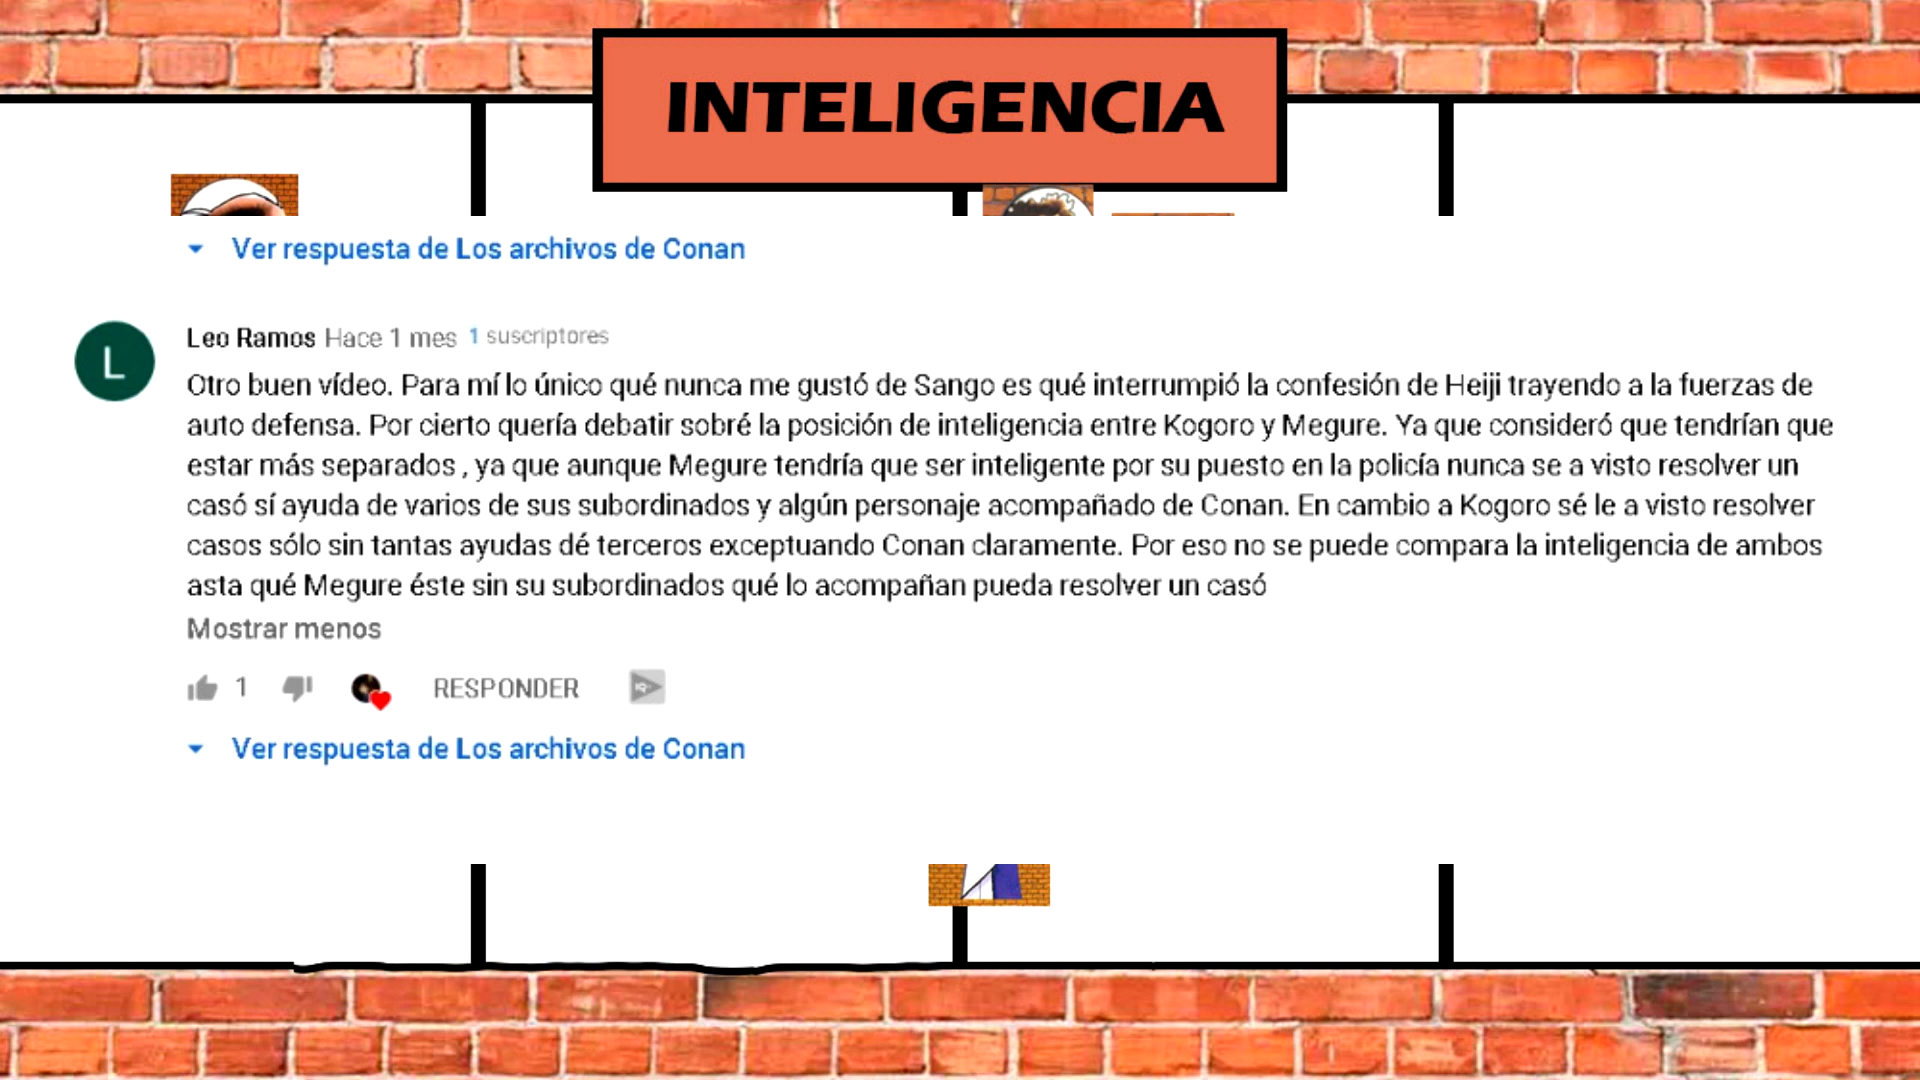 INTELIGENCIA
Ver respuesta de Los archivos de Conan
Leo Ramos Hace 1 mes 1 suscriptores
L
Otro buen vídeo. Para mí lo único qué nunca me gustó de Sango es qué interrumpió la confesión de Heiji trayendo a la fuerzas de
auto defensa. Por cierto quería debatir sobré la posición de inteligencia entre Kogoro y Megure. Ya que consideró que tendrían que
estar más separados , ya que aunque Megure tendría que ser inteligente por su puesto en la policía nunca se a visto resolver un
casó sí ayuda de varios de sus subordinados y algún personaje acompañado de Conan. En cambio a Kogoro sé le a visto resolver
casos sólo sin tantas ayudas dé terceros exceptuando Conan claramente. Por eso no se puede compara la inteligencia de ambos
asta qué Megure éste sin su subordinados qué lo acompañan pueda resolver un casó
Mostrar menos
1 RESPONDER
Ver respuesta de Los archivos de Conan